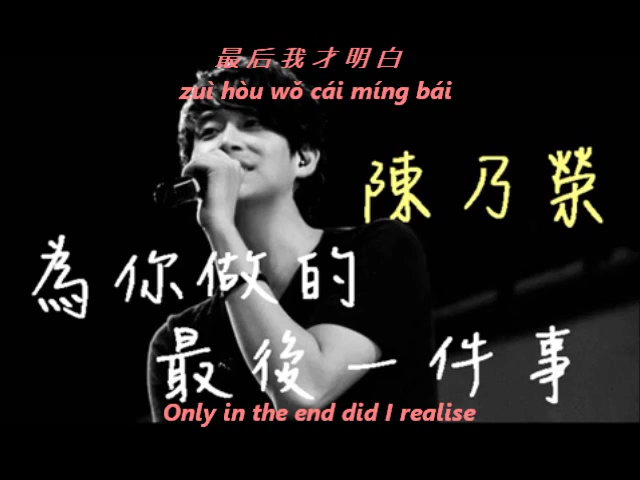 最后我才明白
zuì hòu wǒ cái míng bái
陳乃榮
為你做的
最後一件事
Only in the end did I realise